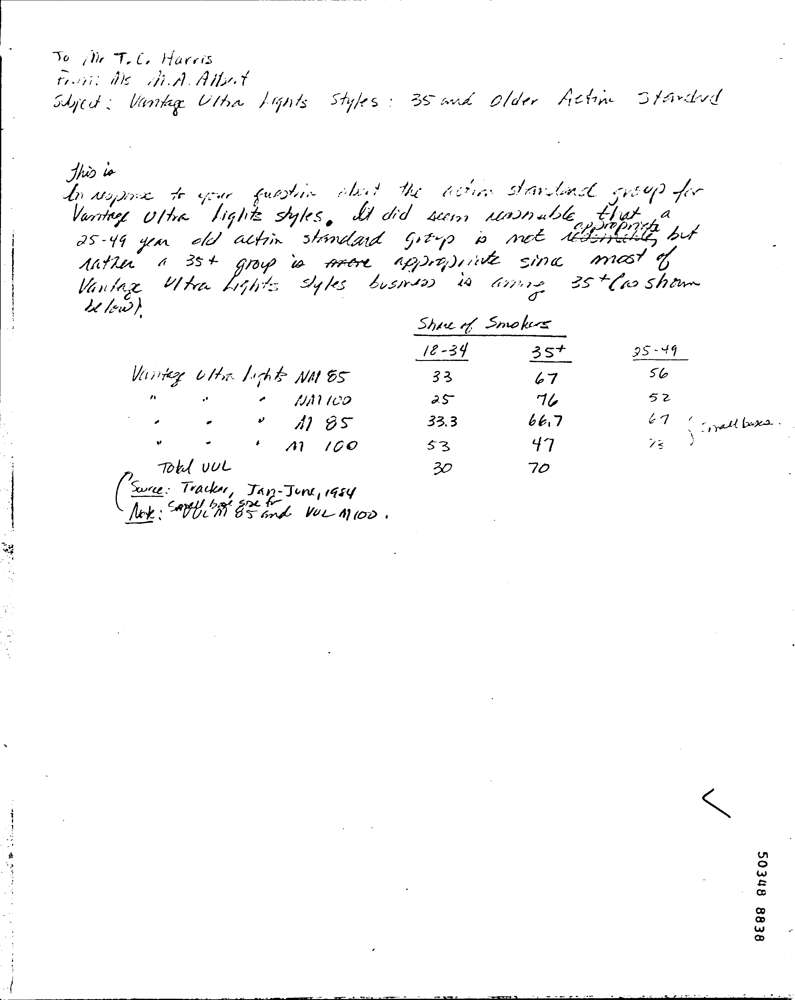 To Mr T.C. Harris
From: Ms M.A. Albert
Subject: Vantage Ultra Lights Styles: 35 and older Action Standard
This is
In response to your question about the action standard group for
Vantage Ultra Lights styles. It did seem reasonable that a
appropriate
25-49 year old action standard group is not reasonable, but
rather a 35+ group is more appropriate since most of
Vantage Ultra Lights styles business is among 35+ (as shown
below).
Share of Smokers
18-34 35+ 25-49
Vantage Ultra Lights NM 85 33 67 56
" " " NM 100 25 76 52
" " " M 85 33.3 66.7 67 } small bases.
" " " M 100 53 47
Total VUL 30 70
(Source: Tracker, Jan-June, 1984
Small base size for
Note: VUL M 85 and VUL M 100.
50348 8838